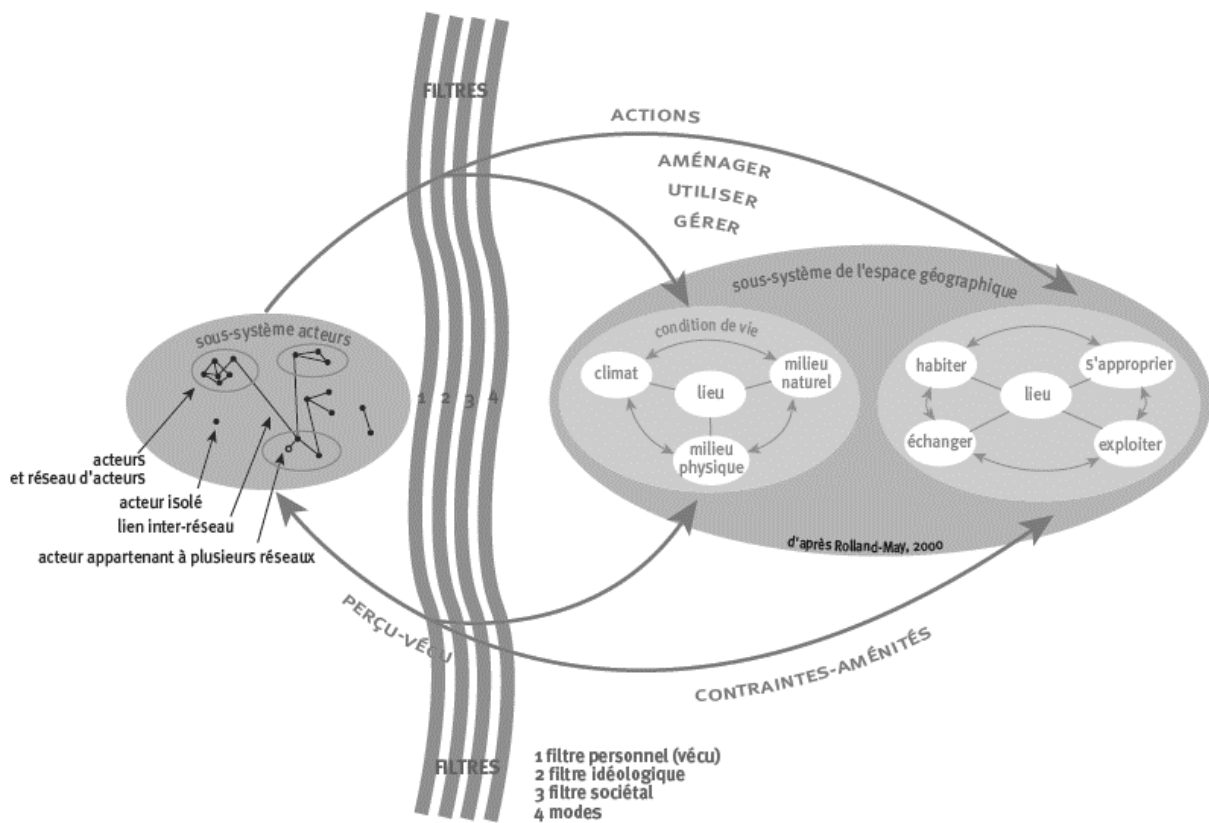 FILTRES
ACTIONS
AMÉNAGER
UTILISER
GÉRER
sous-système de l'espace géographique
sous-système acteurs
condition de vie
climat
milieu
naturel
lieu
milieu
physique
habiter
s'approprier
lieu
échanger
exploiter
1 2 3 4
acteurs
et réseau d'acteurs
acteur isolé
lien inter-réseau
acteur appartenant à plusieurs réseaux
d'après Rolland-May, 2000
PERÇU-VÉCU
CONTRAINTES-AMÉNITÉS
FILTRES
1 filtre personnel (vécu)
2 filtre idéologique
3 filtre sociétal
4 modes